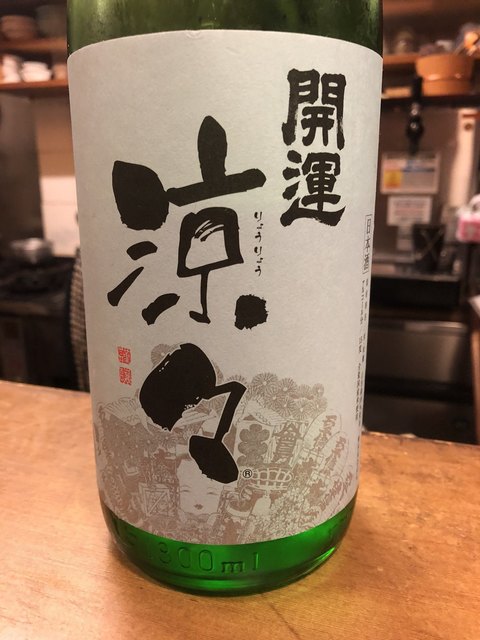 開運
涼々
りょうりょう
®
日本酒
1800ml